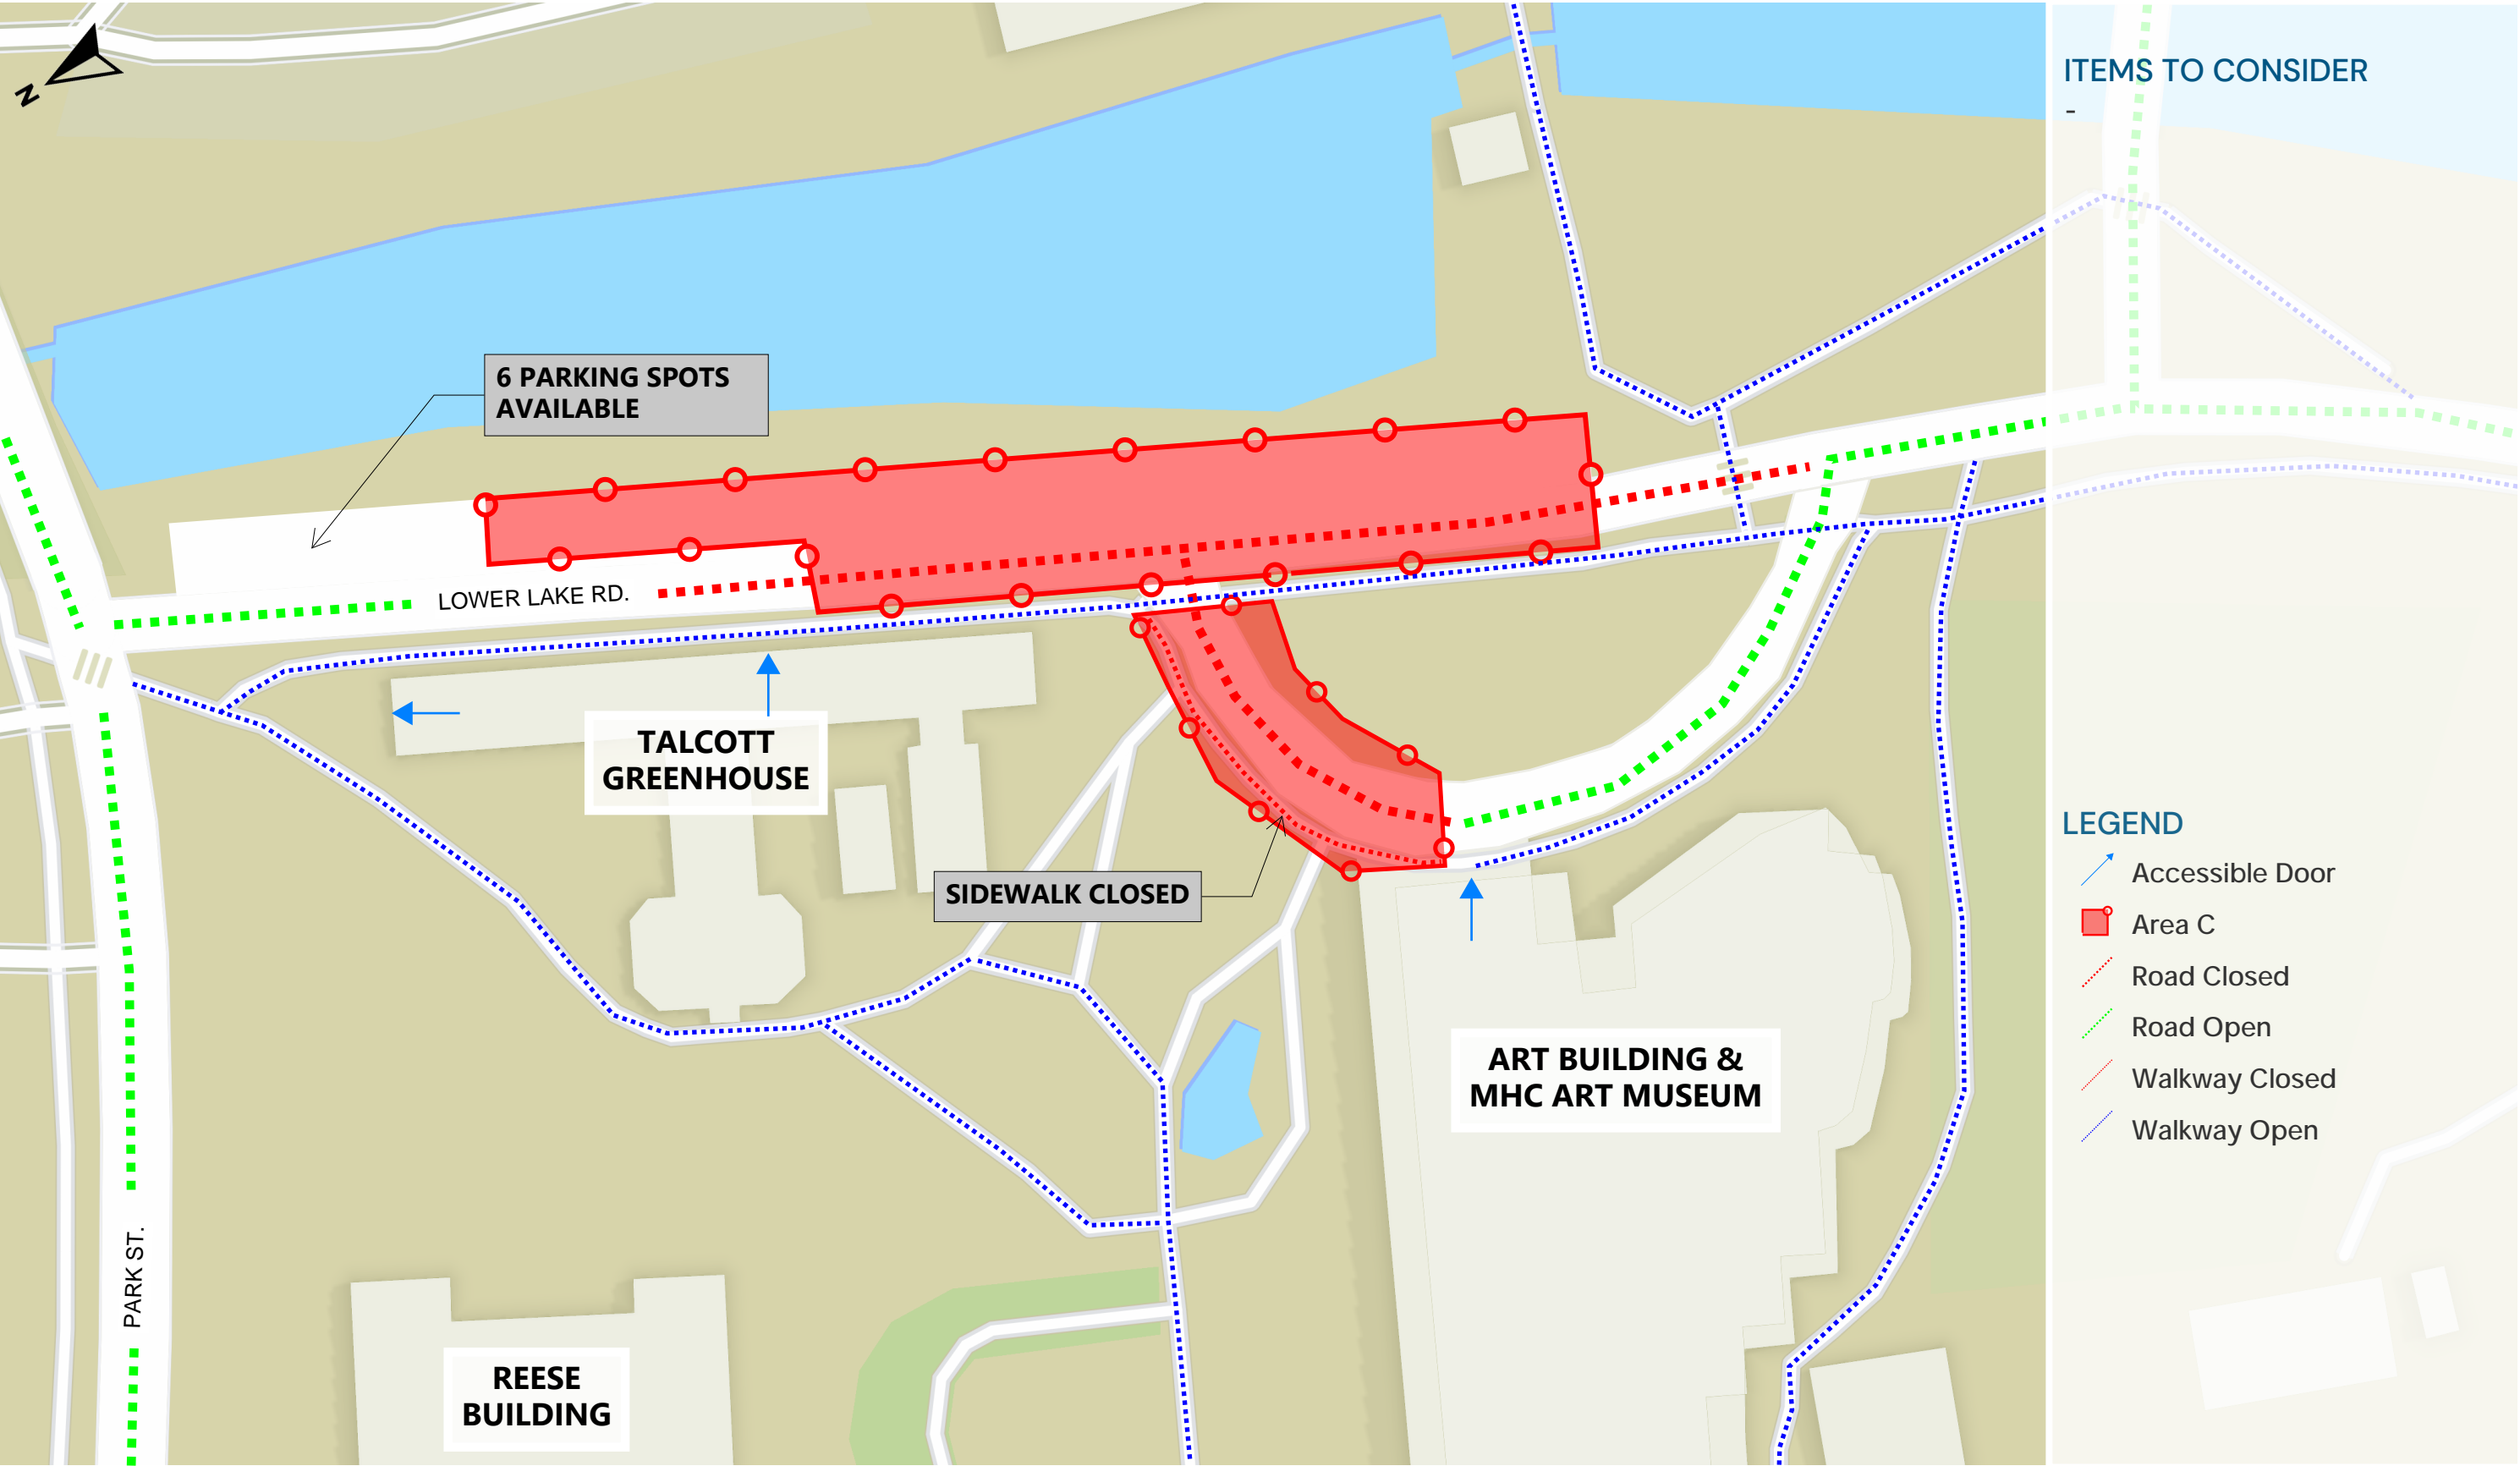 N
ITEMS TO CONSIDER
-
6 PARKING SPOTS
AVAILABLE
LOWER LAKE RD.
TALCOTT
GREENHOUSE
SIDEWALK CLOSED
ART BUILDING &
MHC ART MUSEUM
PARK ST.
REESE
BUILDING
LEGEND
Accessible Door
Area C
Road Closed
Road Open
Walkway Closed
Walkway Open